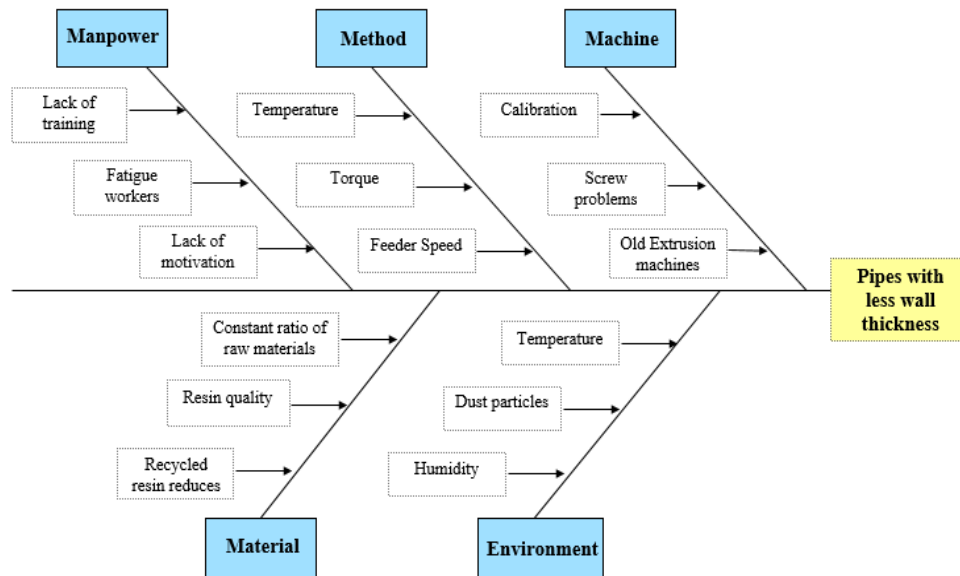 Manpower
Method
Machine
Lack of
training
Temperature
Calibration
Fatigue
workers
Torque
Screw
problems
Lack of
motivation
Feeder Speed
Old Extrusion
machines
Pipes with
less wall
thickness
Constant ratio of
raw materials
Temperature
Resin quality
Dust particles
Recycled
resin reduces
Humidity
Material
Environment